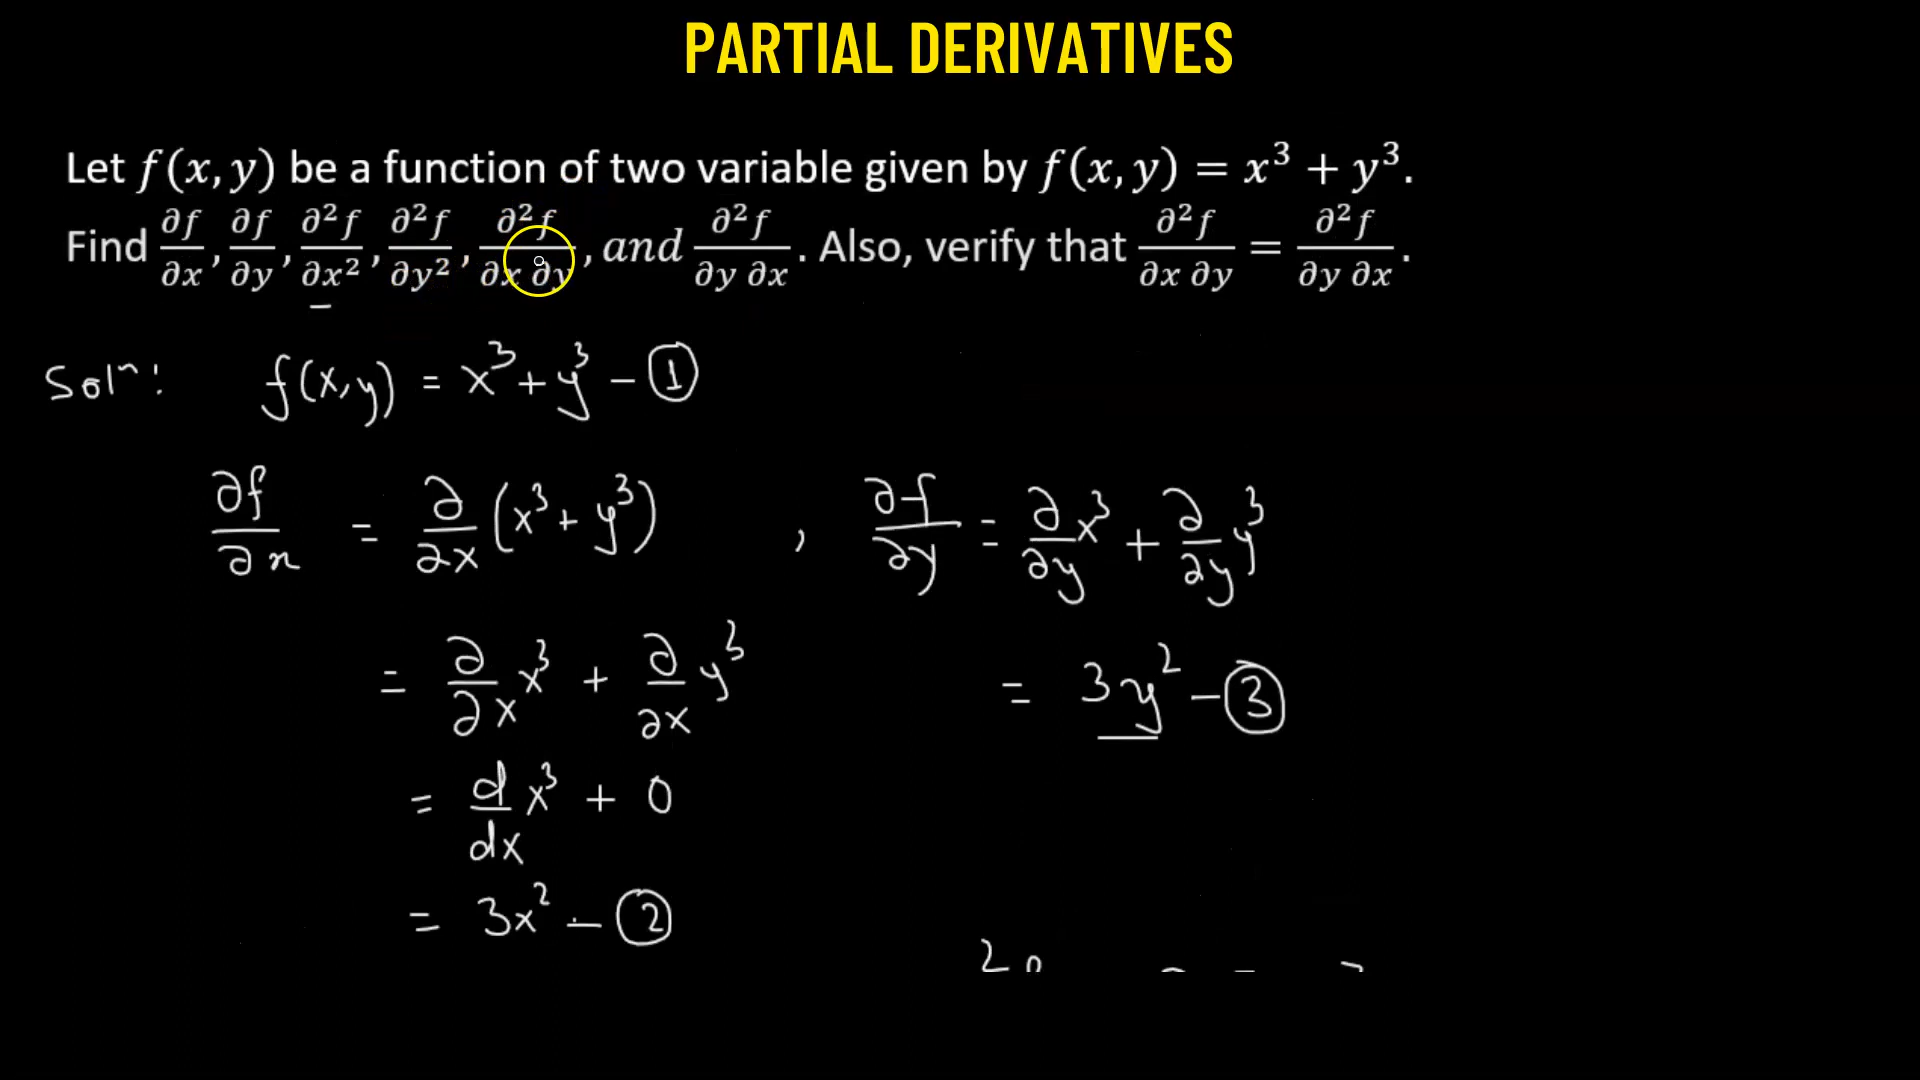 PARTIAL DERIVATIVES
Let f(x, y) be a function of two variable given by f(x, y) = x³ + y³.
Find ∂f/∂x, ∂f/∂y, ∂²f/∂x², ∂²f/∂y², ∂²f/∂x ∂y, and ∂²f/∂y ∂x. Also, verify that ∂²f/∂x ∂y = ∂²f/∂y ∂x.
Solⁿ: f(x,y) = x³ + y³ – ①
∂f/∂x = ∂/∂x (x³ + y³) , ∂f/∂y = ∂/∂y x³ + ∂/∂y y³
= ∂/∂x x³ + ∂/∂x y³ = 3y² – ③
= d/dx x³ + 0
= 3x² – ②